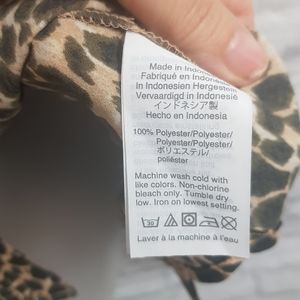 Made in Indonesia
Fabriqué en Indonésie
In Indonesien Hergestellt
Vervaardigd in Indonesië
インドネシア製
Hecho en Indonesia
100% Polyester/Polyester/
Polyester/Polyester/
ポリエステル/
poliéster
Machine wash cold with
like colors. Non-chlorine
bleach only. Tumble dry
low. Iron on lowest setting.
30
Laver à la machine à l'eau